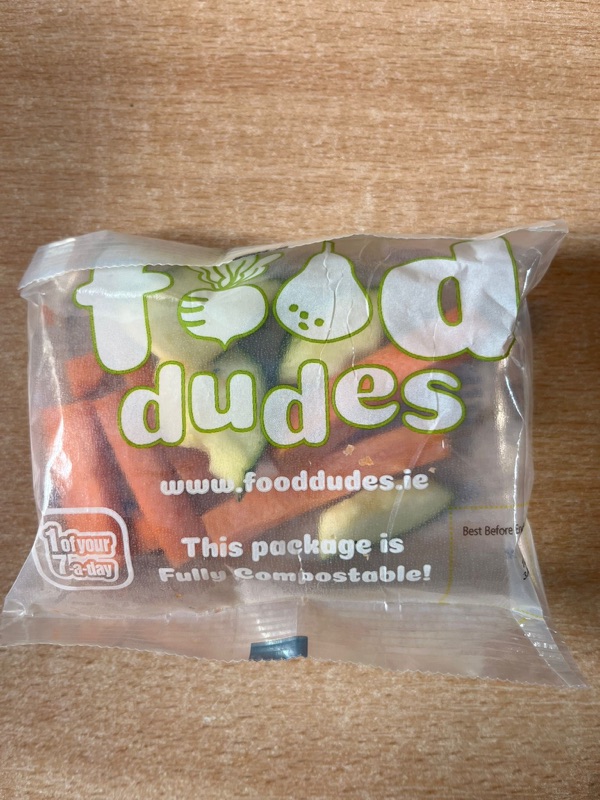 food
dudes
www.fooddudes.ie
1 of your
7-a-day
This package is
Fully Compostable!
Best Before